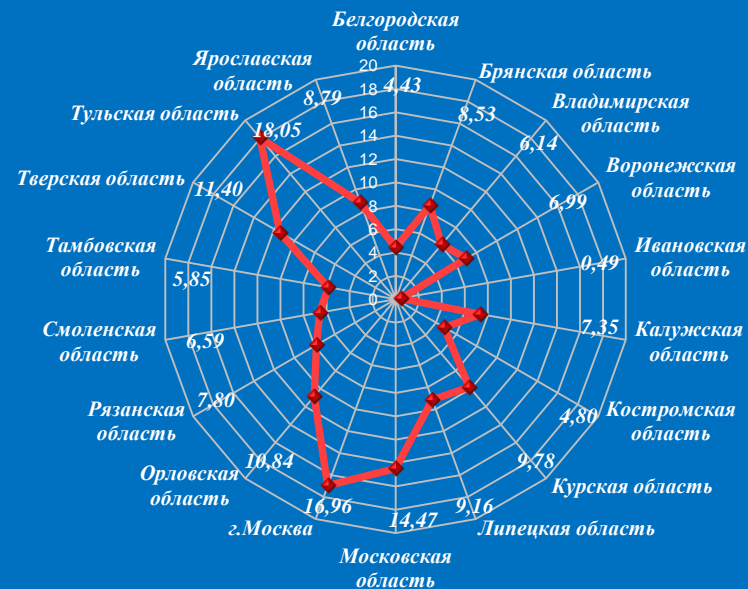 Белгородская
область
4,43
Брянская область
8,53
Владимирская
область
6,14
Воронежская
область
6,99
Ивановская
область
0,49
Калужская
область
7,35
Костромская
область
4,80
Курская область
9,78
Липецкая область
9,16
Московская
область
14,47
г.Москва
16,96
Орловская
область
10,84
Рязанская
область
7,80
Смоленская
область
6,59
Тамбовская
область
5,85
Тверская область
11,40
Тульская область
18,05
Ярославская
область
8,79
20
18
16
14
12
10
8
6
4
2
0